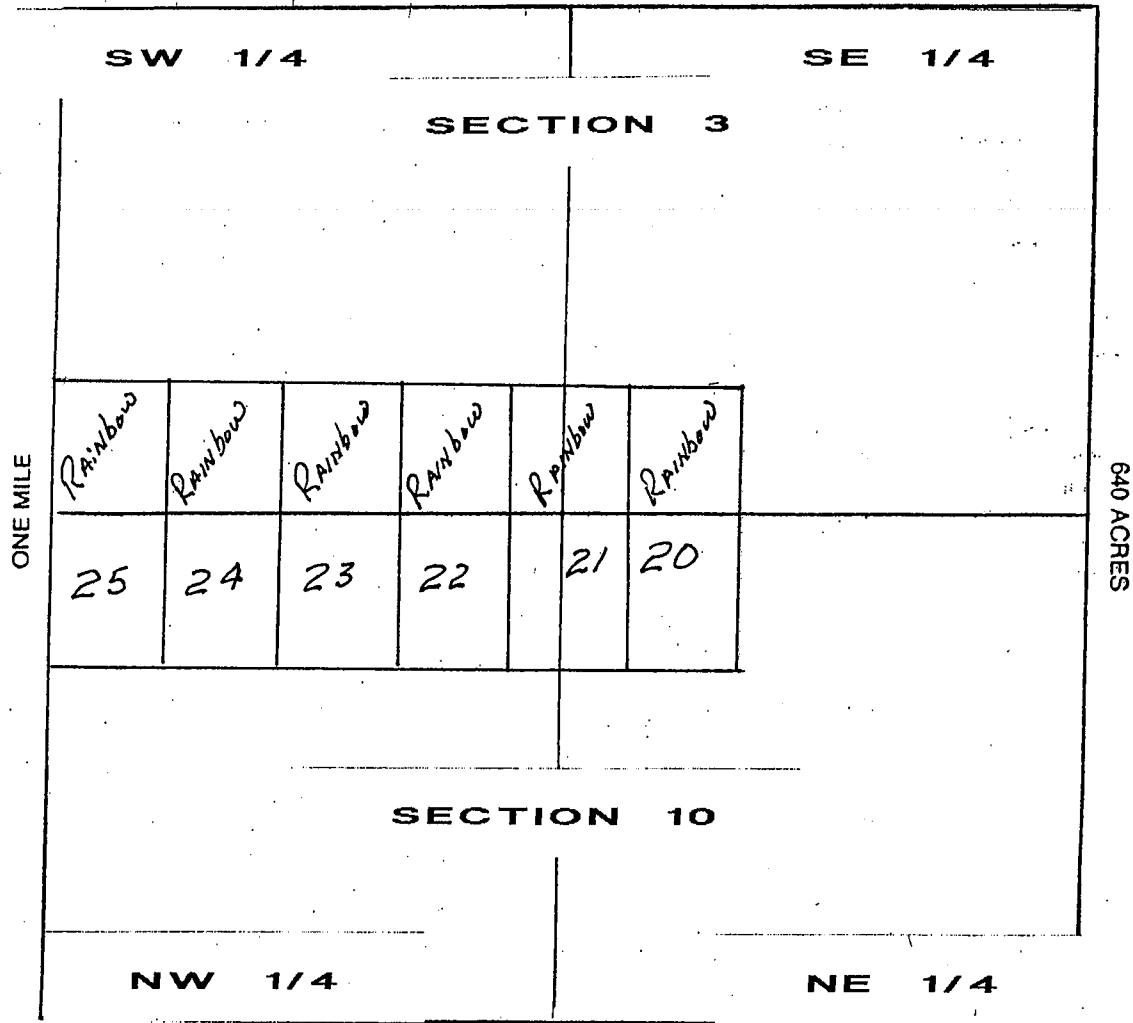 SW 1/4 SE 1/4
SECTION 3
RAiNbow RAiNbow RAiNbow RAiNbow RAiNbow RAiNbow
ONE MILE
640 ACRES
25 24 23 22 21 20
SECTION 10
NW 1/4 NE 1/4